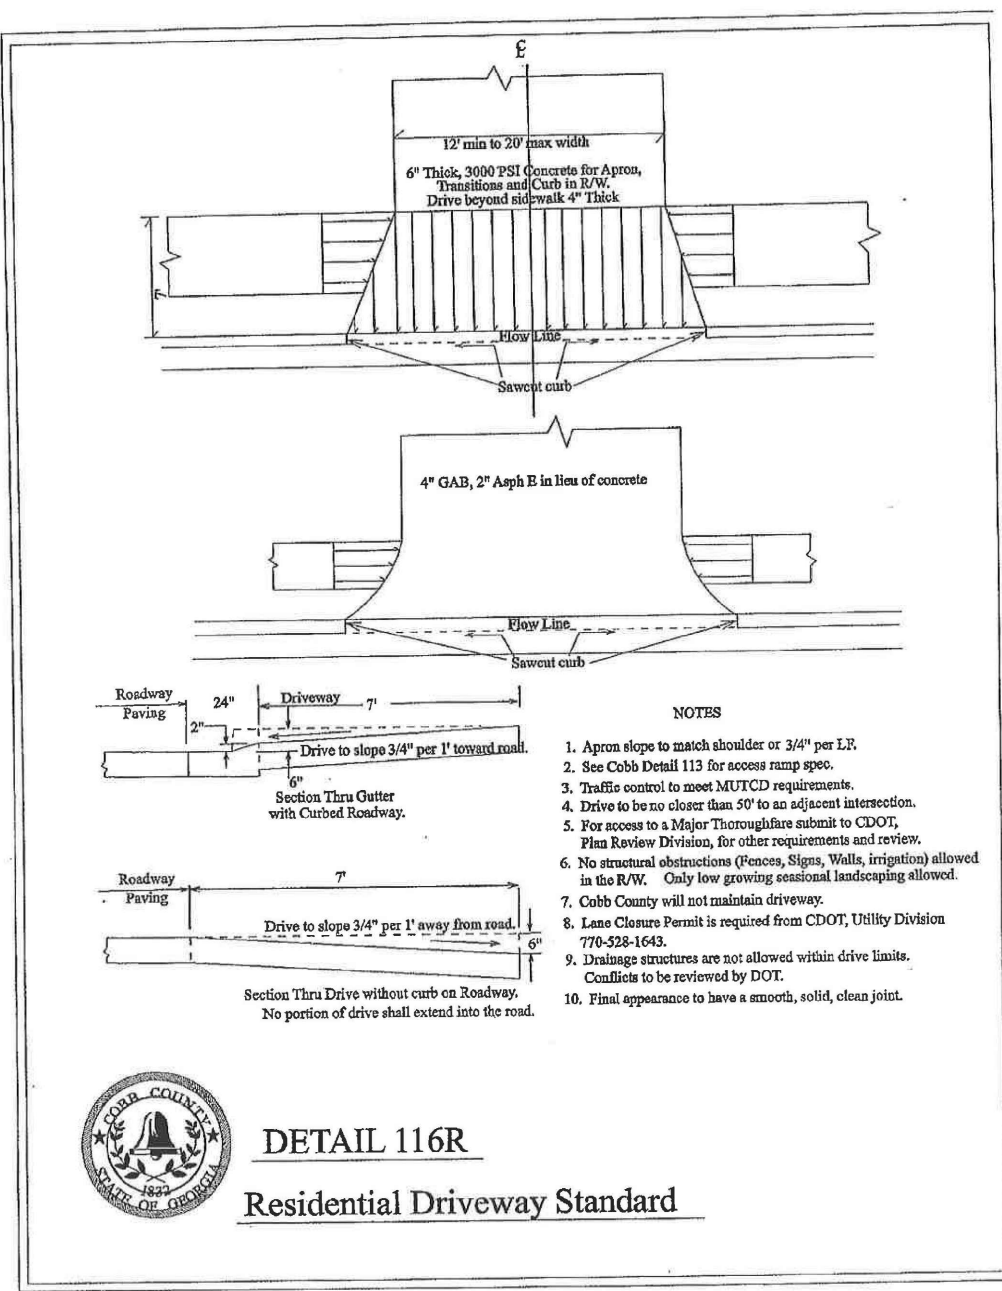 £
12' min to 20' max width
6" Thick, 3000 PSI Concrete for Apron,
Transitions and Curb in R/W.
Drive beyond sidewalk 4" Thick
7'
Flow Line
Sawcut curb
4" GAB, 2" Asph E in lieu of concrete
Flow Line
Sawcut curb
Roadway
Paving
24"
Driveway
7'
2"
Drive to slope 3/4" per 1' toward road.
6"
Section Thru Gutter
with Curbed Roadway.
Roadway
Paving
7'
Drive to slope 3/4" per 1' away from road.
6"
Section Thru Drive without curb on Roadway.
No portion of drive shall extend into the road.
NOTES
1. Apron slope to match shoulder or 3/4" per LF.
2. See Cobb Detail 113 for access ramp spec.
3. Traffic control to meet MUTCD requirements.
4. Drive to be no closer than 50' to an adjacent intersection.
5. For access to a Major Thoroughfare submit to CDOT,
Plan Review Division, for other requirements and review.
6. No structural obstructions (Fences, Signs, Walls, irrigation) allowed
in the R/W. Only low growing seasional landscaping allowed.
7. Cobb County will not maintain driveway.
8. Lane Closure Permit is required from CDOT, Utility Division
770-528-1643.
9. Drainage structures are not allowed within drive limits.
Conflicts to be reviewed by DOT.
10. Final appearance to have a smooth, solid, clean joint.
COBB COUNTY
1832
STATE OF GEORGIA
DETAIL 116R
Residential Driveway Standard